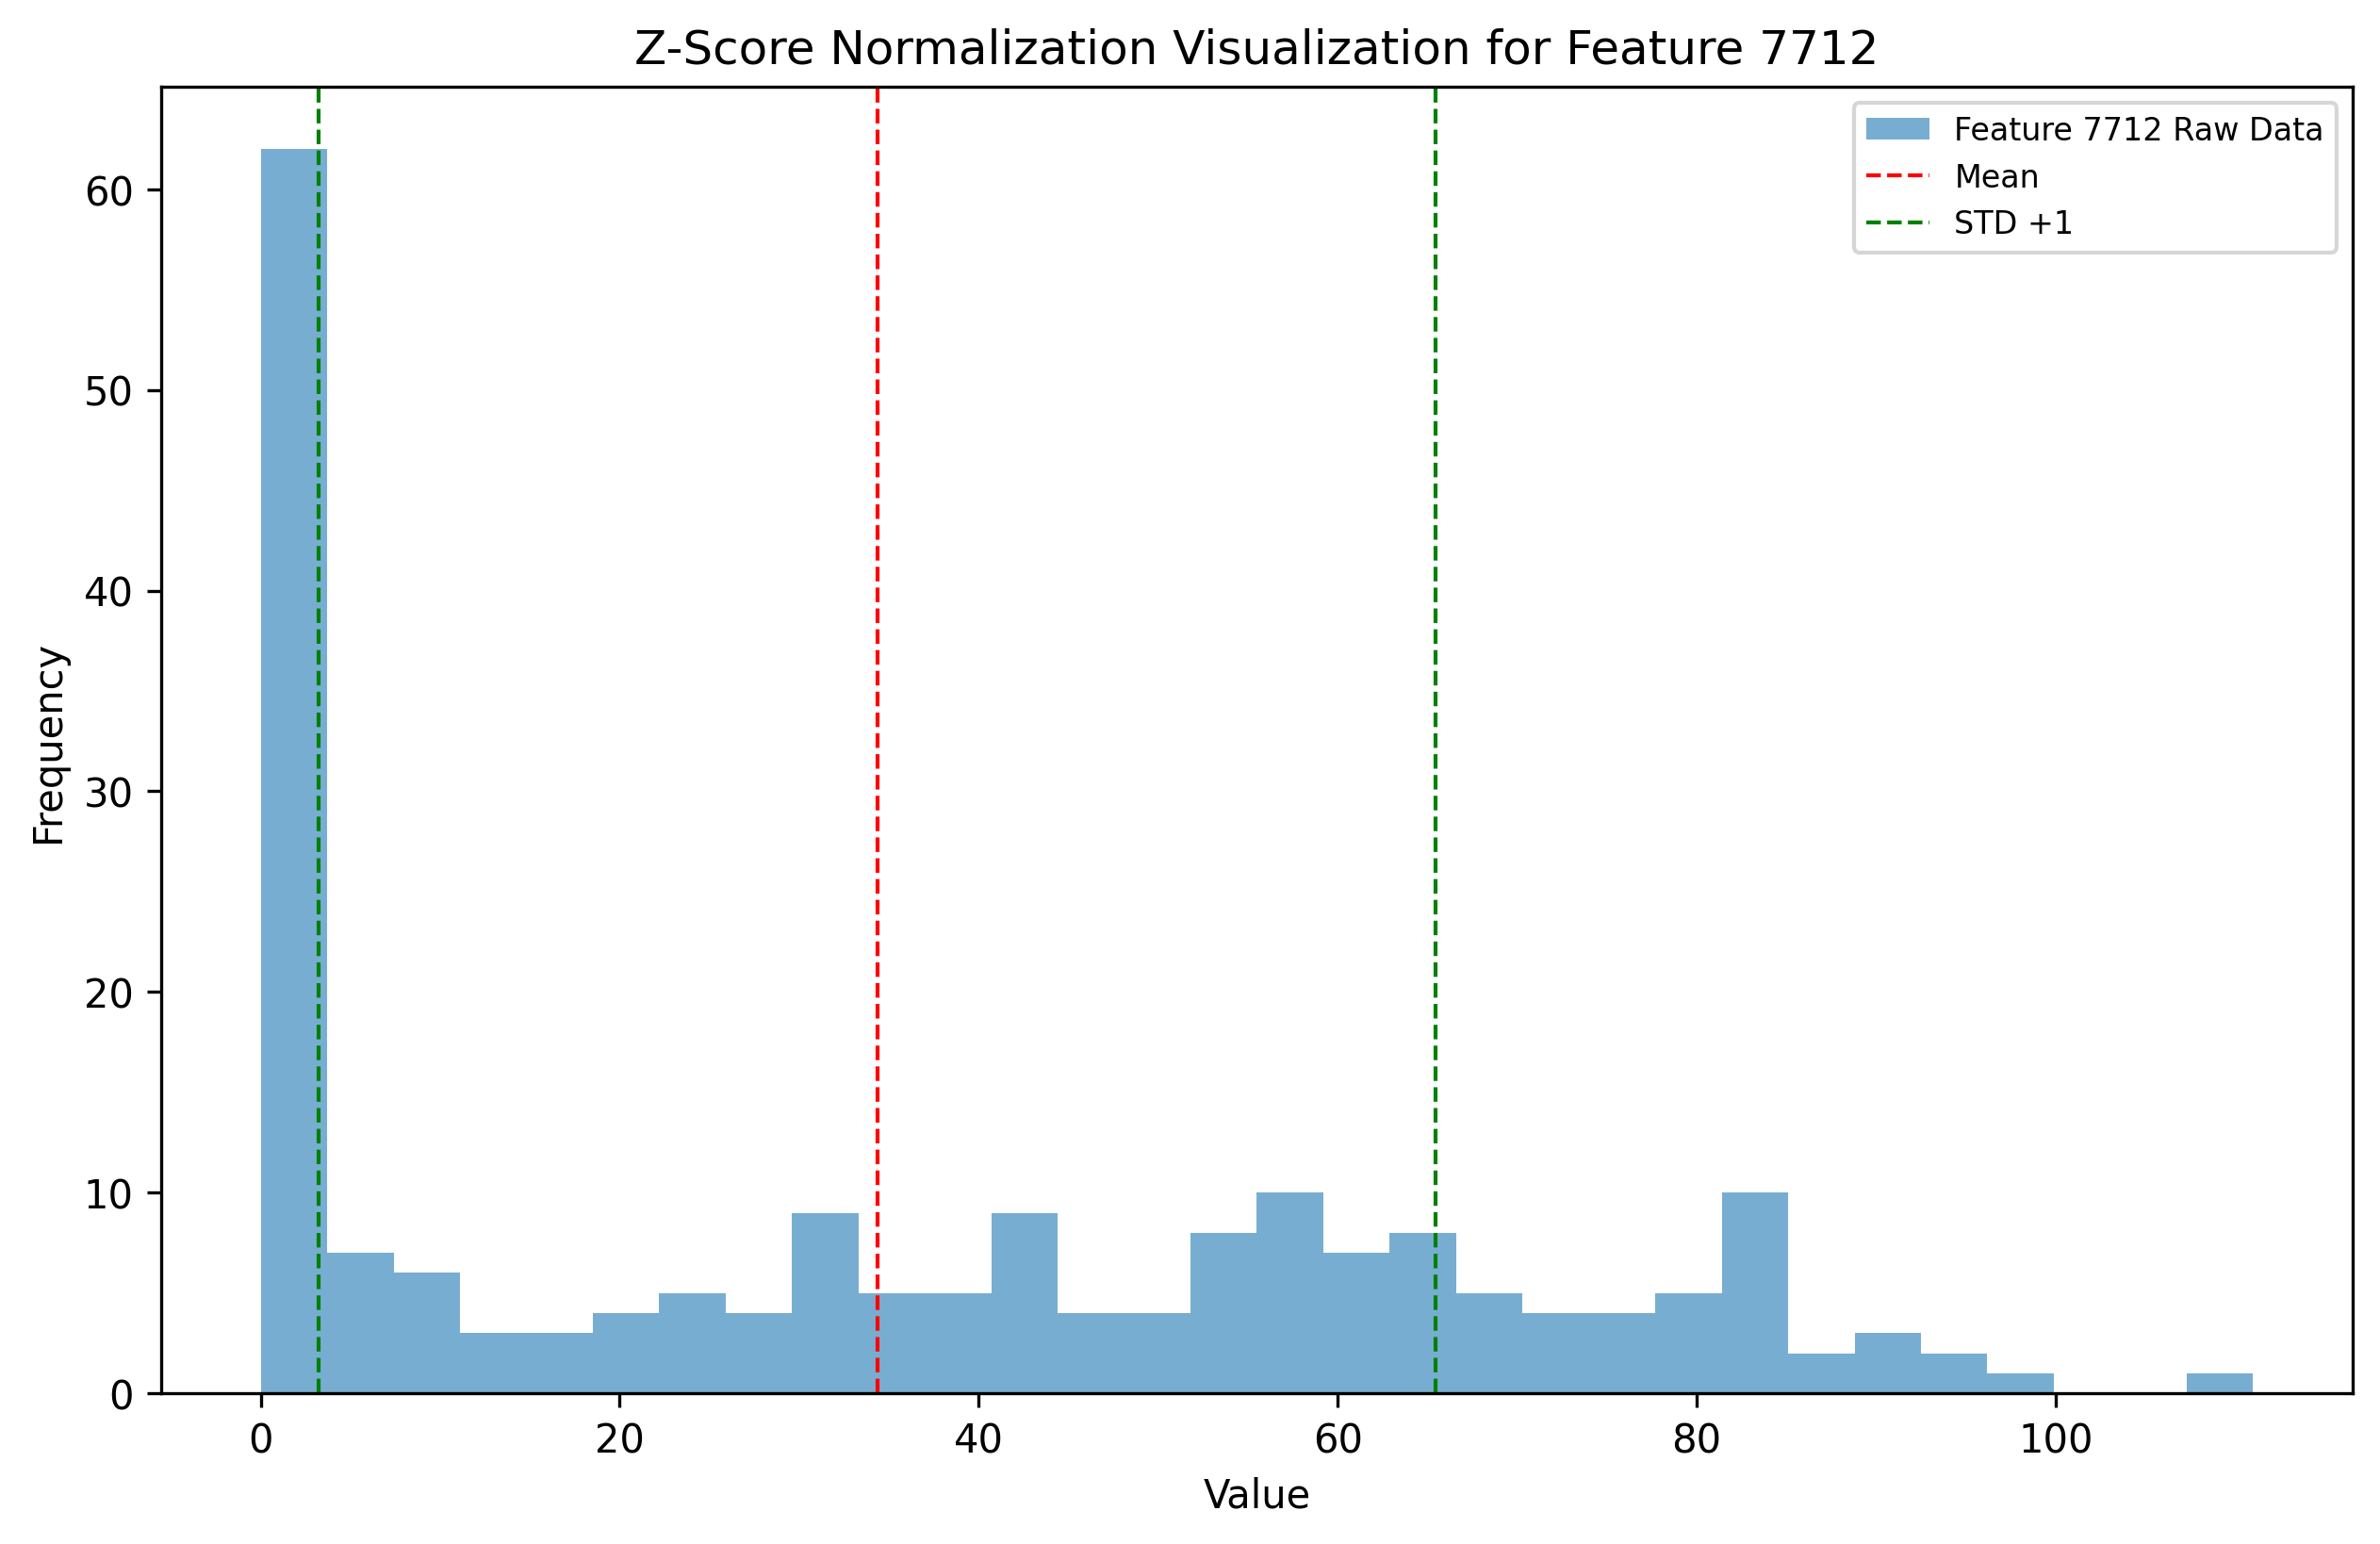 Z-Score Normalization Visualization for Feature 7712
Feature 7712 Raw Data
Mean
STD +1
Frequency
60
50
40
30
20
10
0
0 20 40 60 80 100
Value